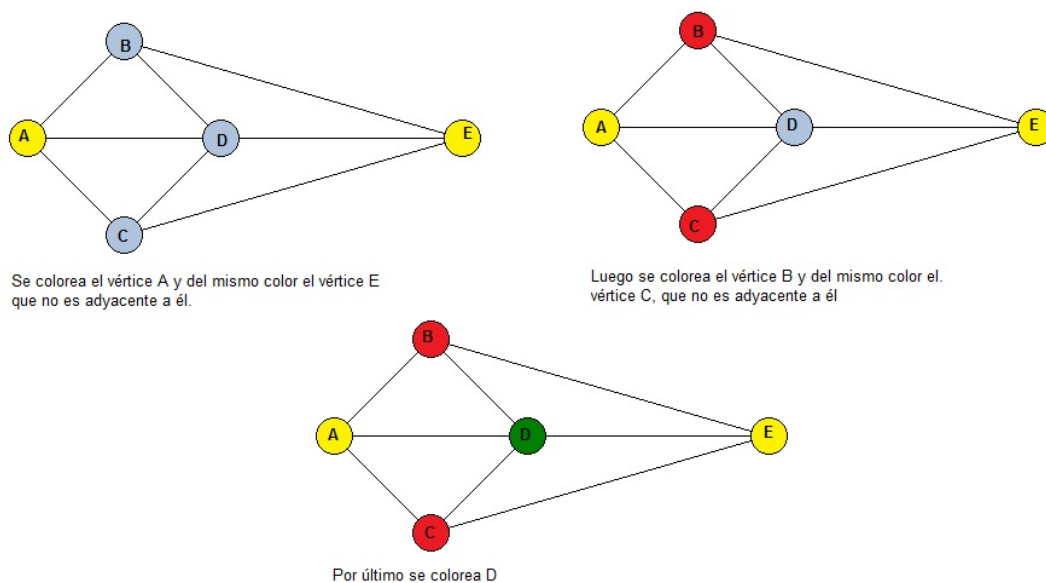 B
A
D
E
C
Se colorea el vértice A y del mismo color el vértice E
que no es adyacente a él.
B
A
D
E
C
Luego se colorea el vértice B y del mismo color el.
vértice C, que no es adyacente a él
B
A
D
E
C
Por último se colorea D